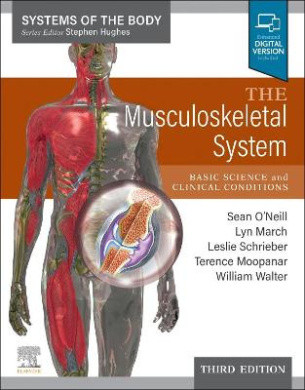 SYSTEMS OF THE BODY
Series Editor Stephen Hughes
Enhanced
DIGITAL
VERSION
Included
THE
Musculoskeletal
System
BASIC SCIENCE and
CLINICAL CONDITIONS
Sean O'Neill
Lyn March
Leslie Schrieber
Terence Moopanar
William Walter
ELSEVIER
THIRD EDITION